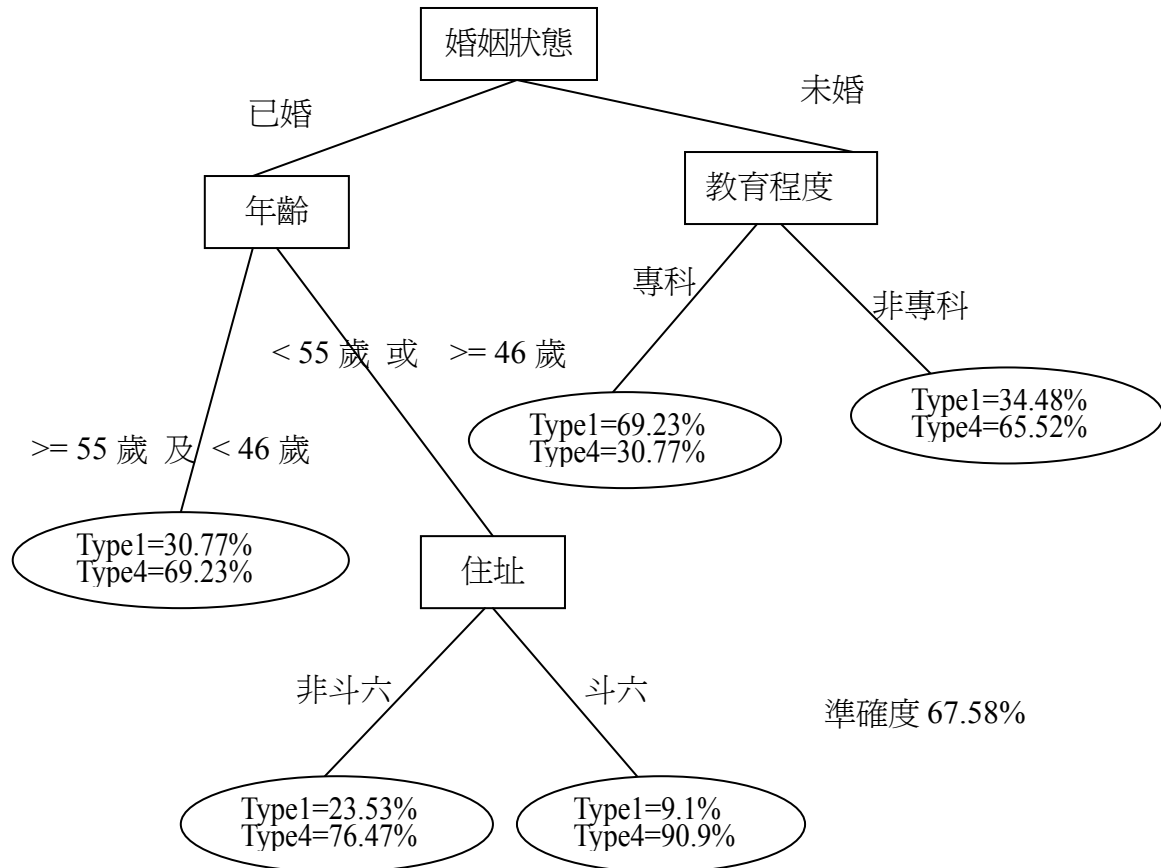 婚姻狀態
已婚
未婚
年齡
教育程度
專科
非專科
< 55 歲 或 >= 46 歲
>= 55 歲 及 < 46 歲
Type1=69.23%
Type4=30.77%
Type1=34.48%
Type4=65.52%
Type1=30.77%
Type4=69.23%
住址
非斗六
斗六
準確度 67.58%
Type1=23.53%
Type4=76.47%
Type1=9.1%
Type4=90.9%